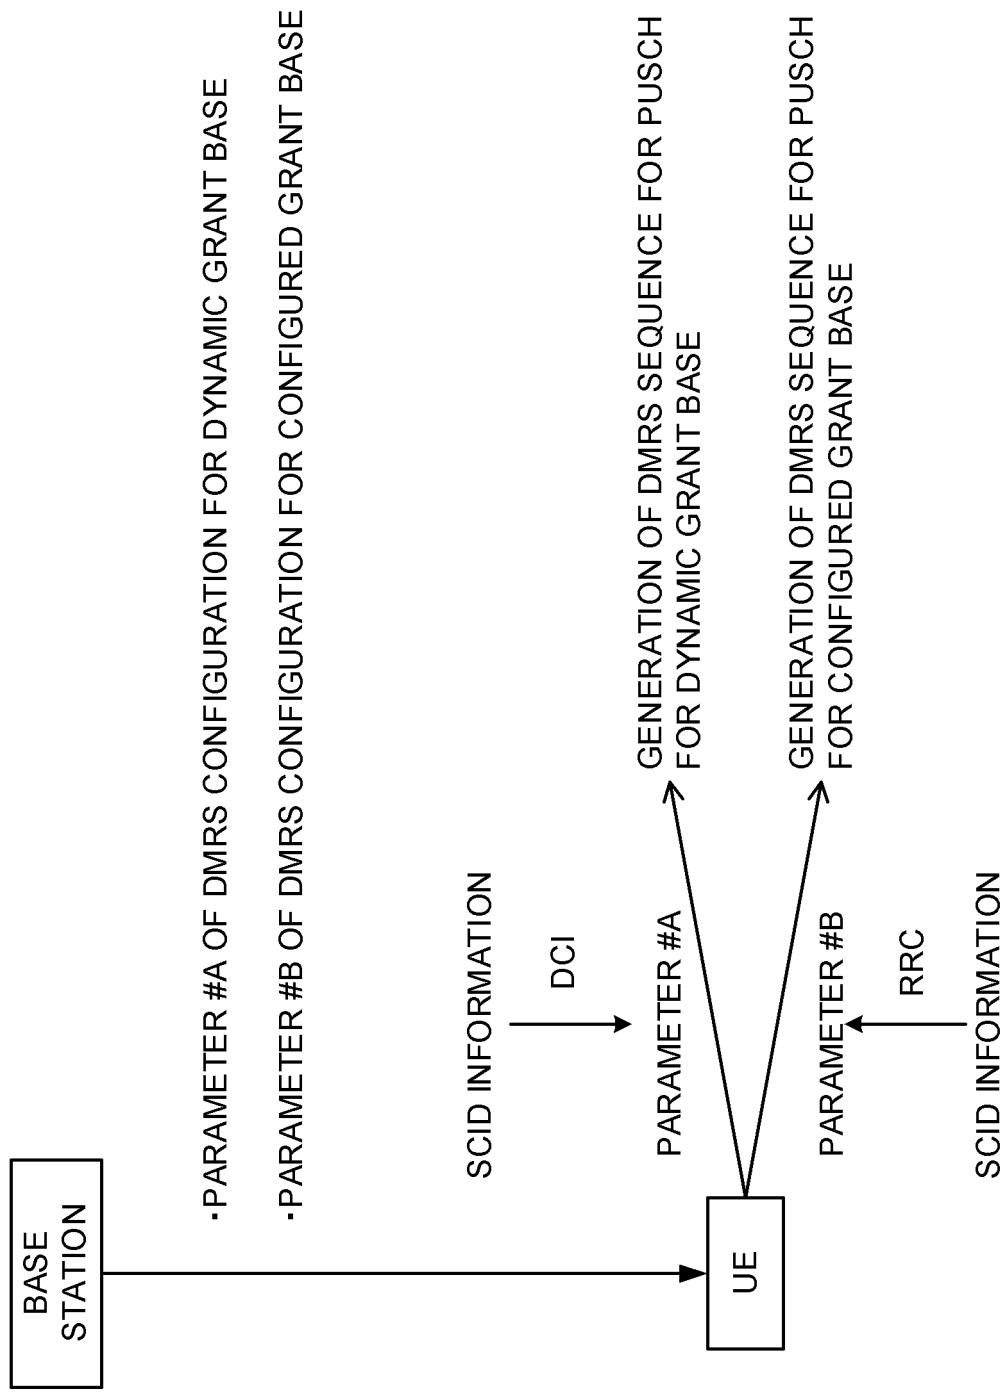 BASE
STATION
·PARAMETER #A OF DMRS CONFIGURATION FOR DYNAMIC GRANT BASE
·PARAMETER #B OF DMRS CONFIGURATION FOR CONFIGURED GRANT BASE
SCID INFORMATION
DCI
PARAMETER #A
GENERATION OF DMRS SEQUENCE FOR PUSCH
FOR DYNAMIC GRANT BASE
UE
PARAMETER #B
GENERATION OF DMRS SEQUENCE FOR PUSCH
FOR CONFIGURED GRANT BASE
RRC
SCID INFORMATION